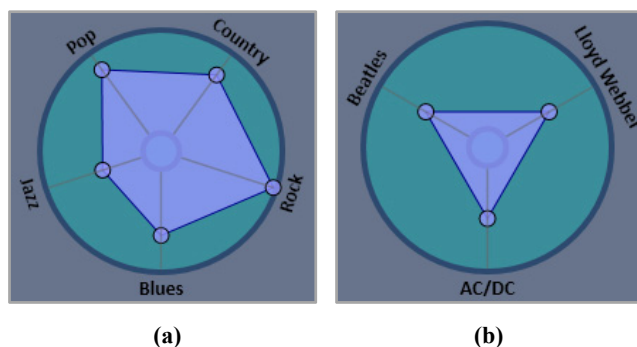 Pop
Country
Jazz
Rock
Blues
(a)
Beatles
Lloyd Webber
AC/DC
(b)